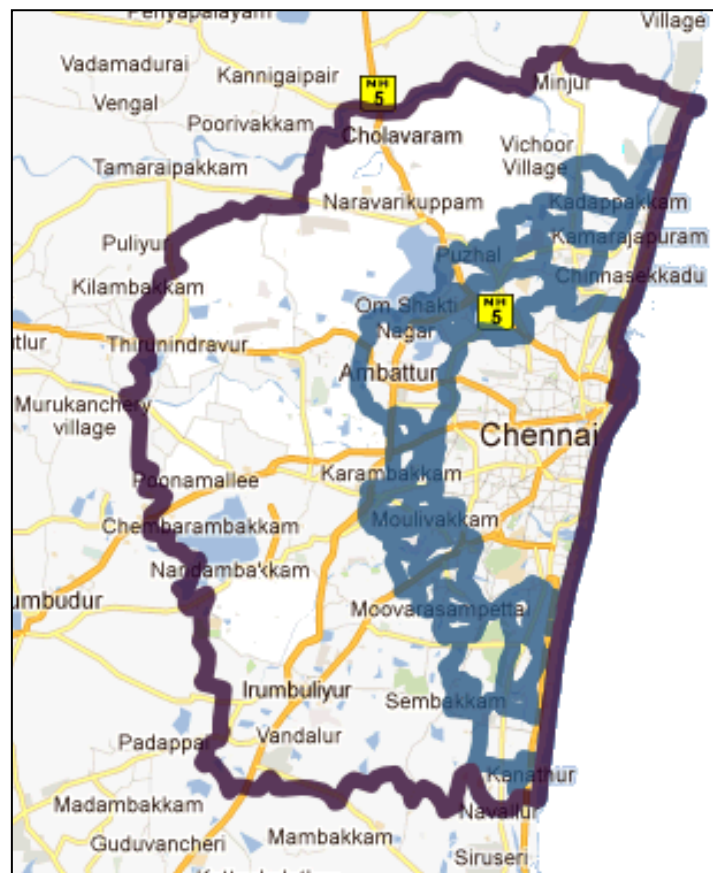 Periyapalayam
Village
Vadamadurai
Kannigaipair
Minjur
NH
5
Vengal
Poorivakkam
Cholavaram
Vichoor
Village
Tamaraipakkam
Naravarikuppam
Kadappakkam
Puliyur
Puzhal
Kamarajapuram
Kilambakkam
Chinnasekkadu
Om Shakti
Nagar
NH
5
Thirunindravur
Ambattur
Murukanchery
village
Chennai
Poonamallee
Karambakkam
Chembarambakkam
Moulivakkam
Nandambakkam
umbudur
Moovarasampettai
Irumbuliyur
Sembakkam
Padappai
Vandalur
Kanathur
Madambakkam
Navallur
Mambakkam
Guduvancheri
Siruseri